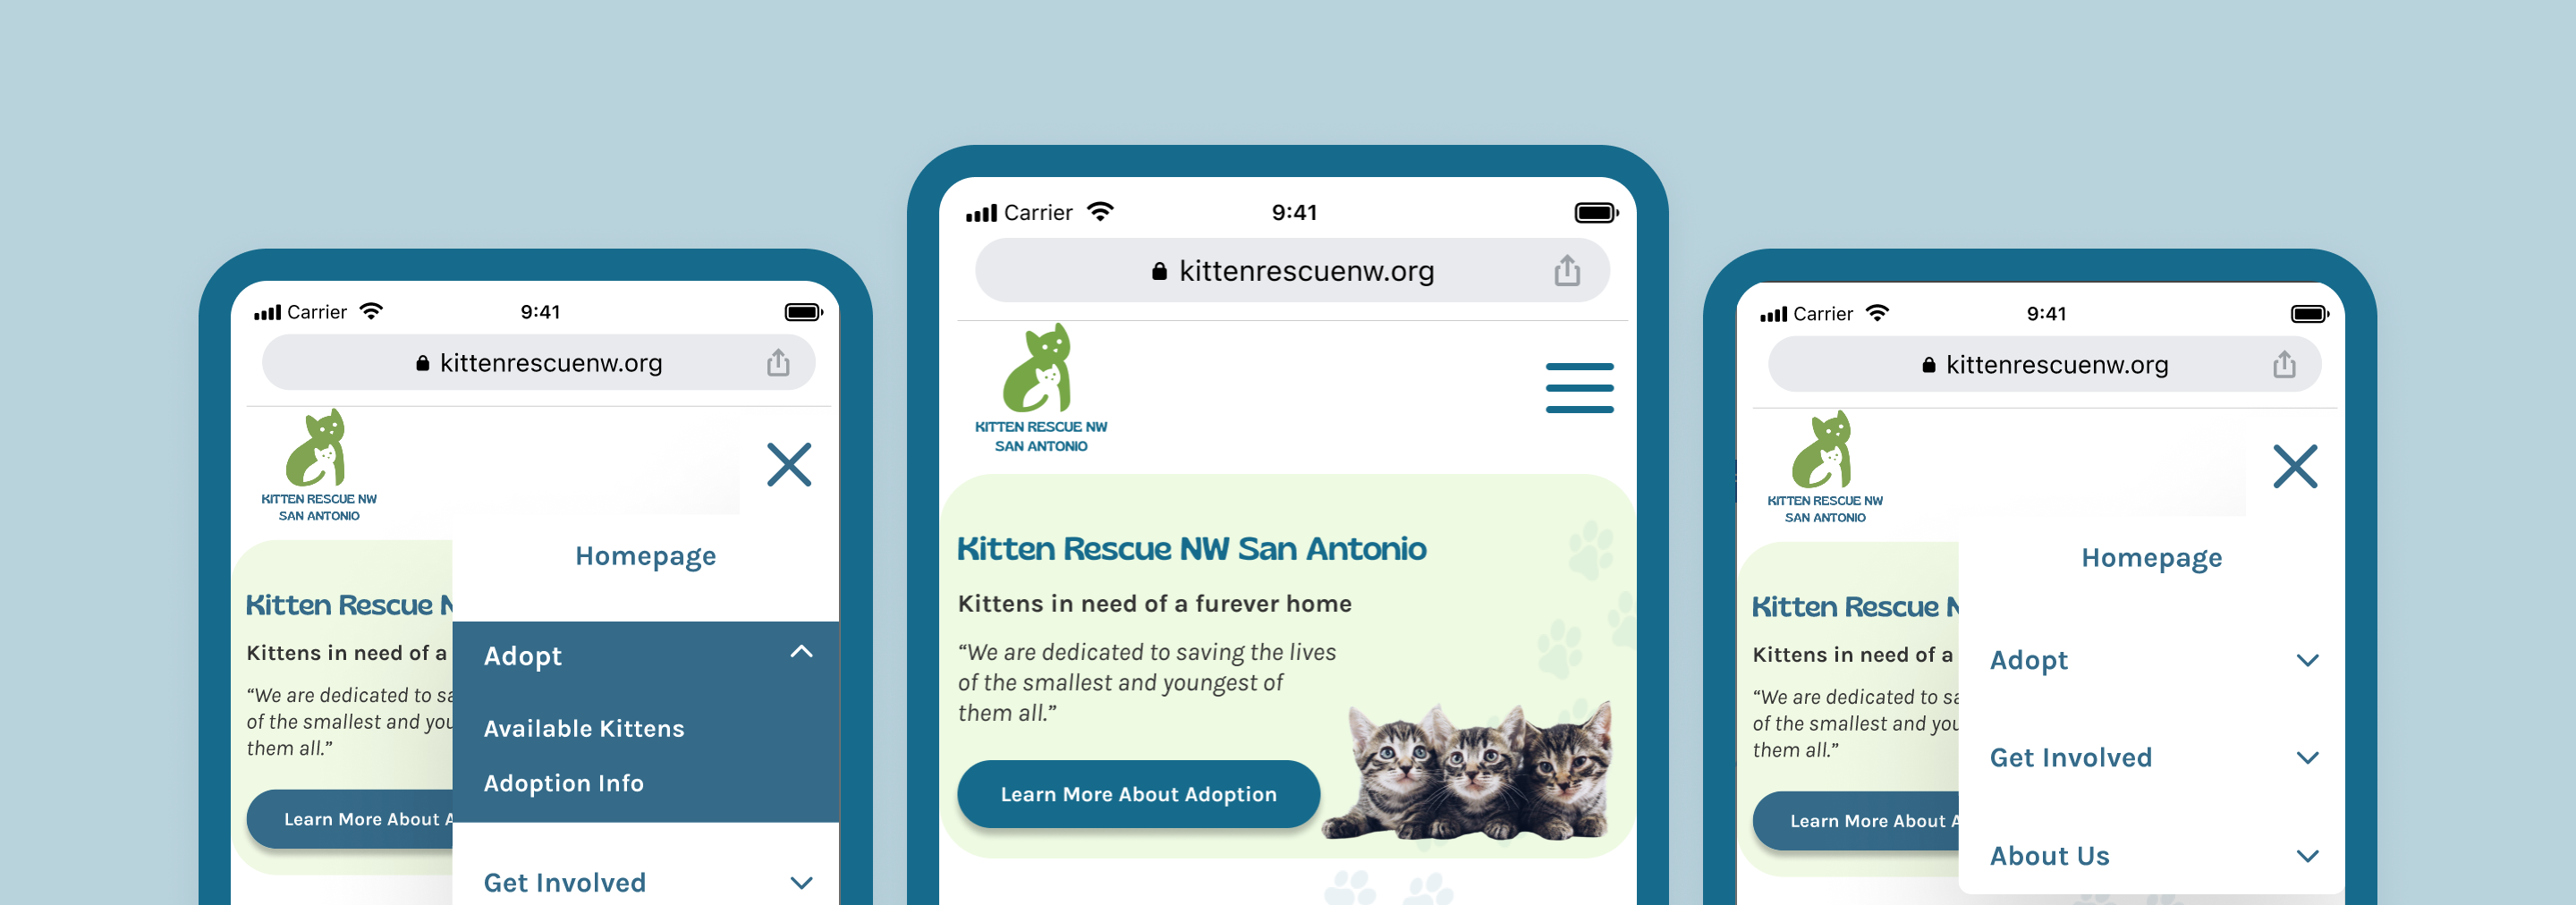 Carrier
9:41
kittenrescuenw.org
KITTEN RESCUE NW
SAN ANTONIO
Homepage
Kitten Rescue N
Kittens in need of a
“We are dedicated to sa
of the smallest and you
them all.”
Learn More About A
Adopt
Available Kittens
Adoption Info
Get Involved
Carrier
9:41
kittenrescuenw.org
KITTEN RESCUE NW
SAN ANTONIO
Kitten Rescue NW San Antonio
Kittens in need of a furever home
“We are dedicated to saving the lives
of the smallest and youngest of
them all.”
Learn More About Adoption
Carrier
9:41
kittenrescuenw.org
KITTEN RESCUE NW
SAN ANTONIO
Homepage
Kitten Rescue N
Kittens in need of a
“We are dedicated to sa
of the smallest and you
them all.”
Learn More About A
Adopt
Get Involved
About Us